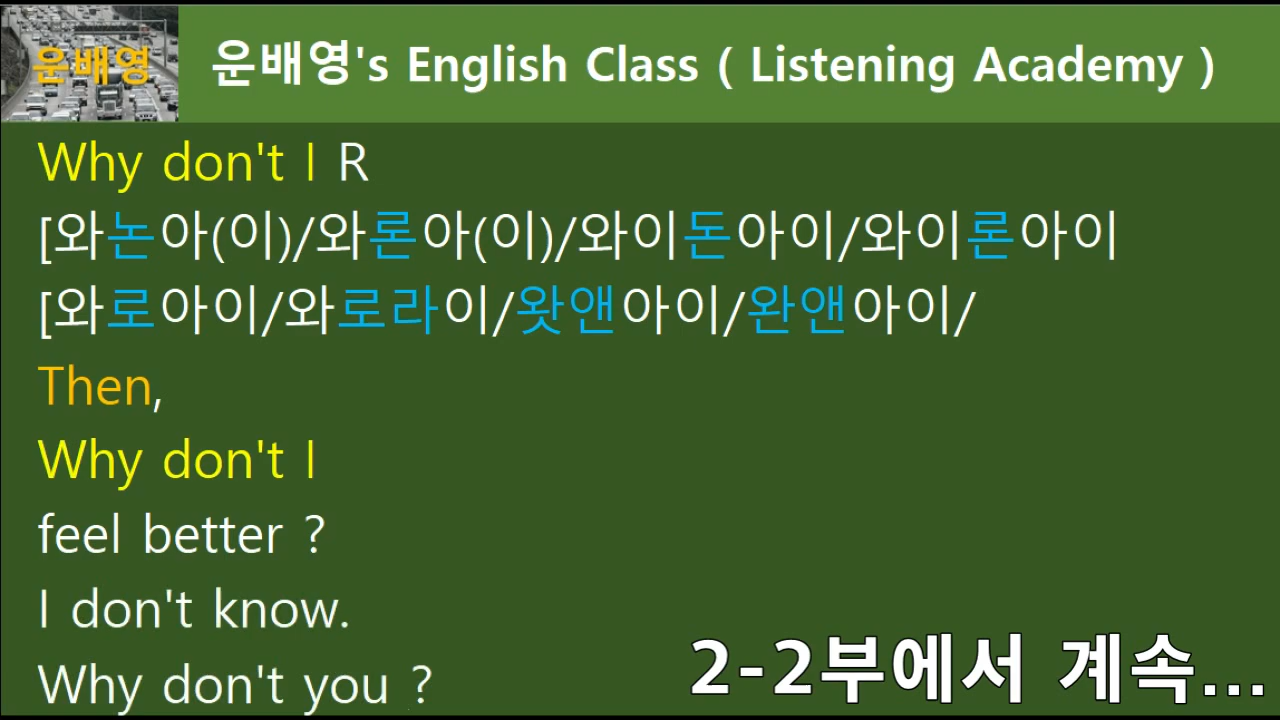 운배영
운배영's English Class ( Listening Academy )
Why don't I R
[와논아(이)/와론아(이)/와이돈아이/와이론아이
[와로아이/와로라이/왓앤아이/완앤아이/
Then,
Why don't I
feel better ?
I don't know.
Why don't you ?
2-2부에서 계속...